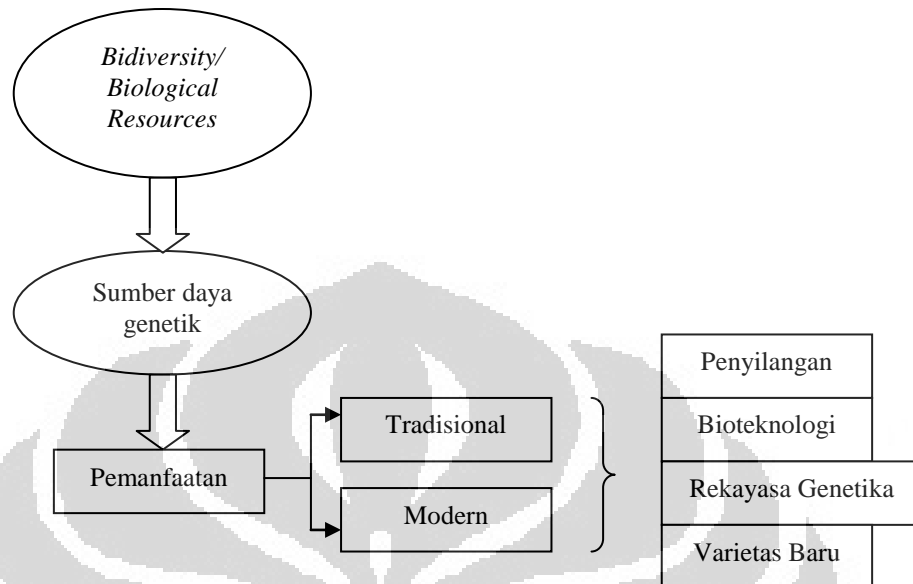 Bidiversity/
Biological
Resources
Sumber daya
genetik
Pemanfaatan
Tradisional
Modern
Penyilangan
Bioteknologi
Rekayasa Genetika
Varietas Baru